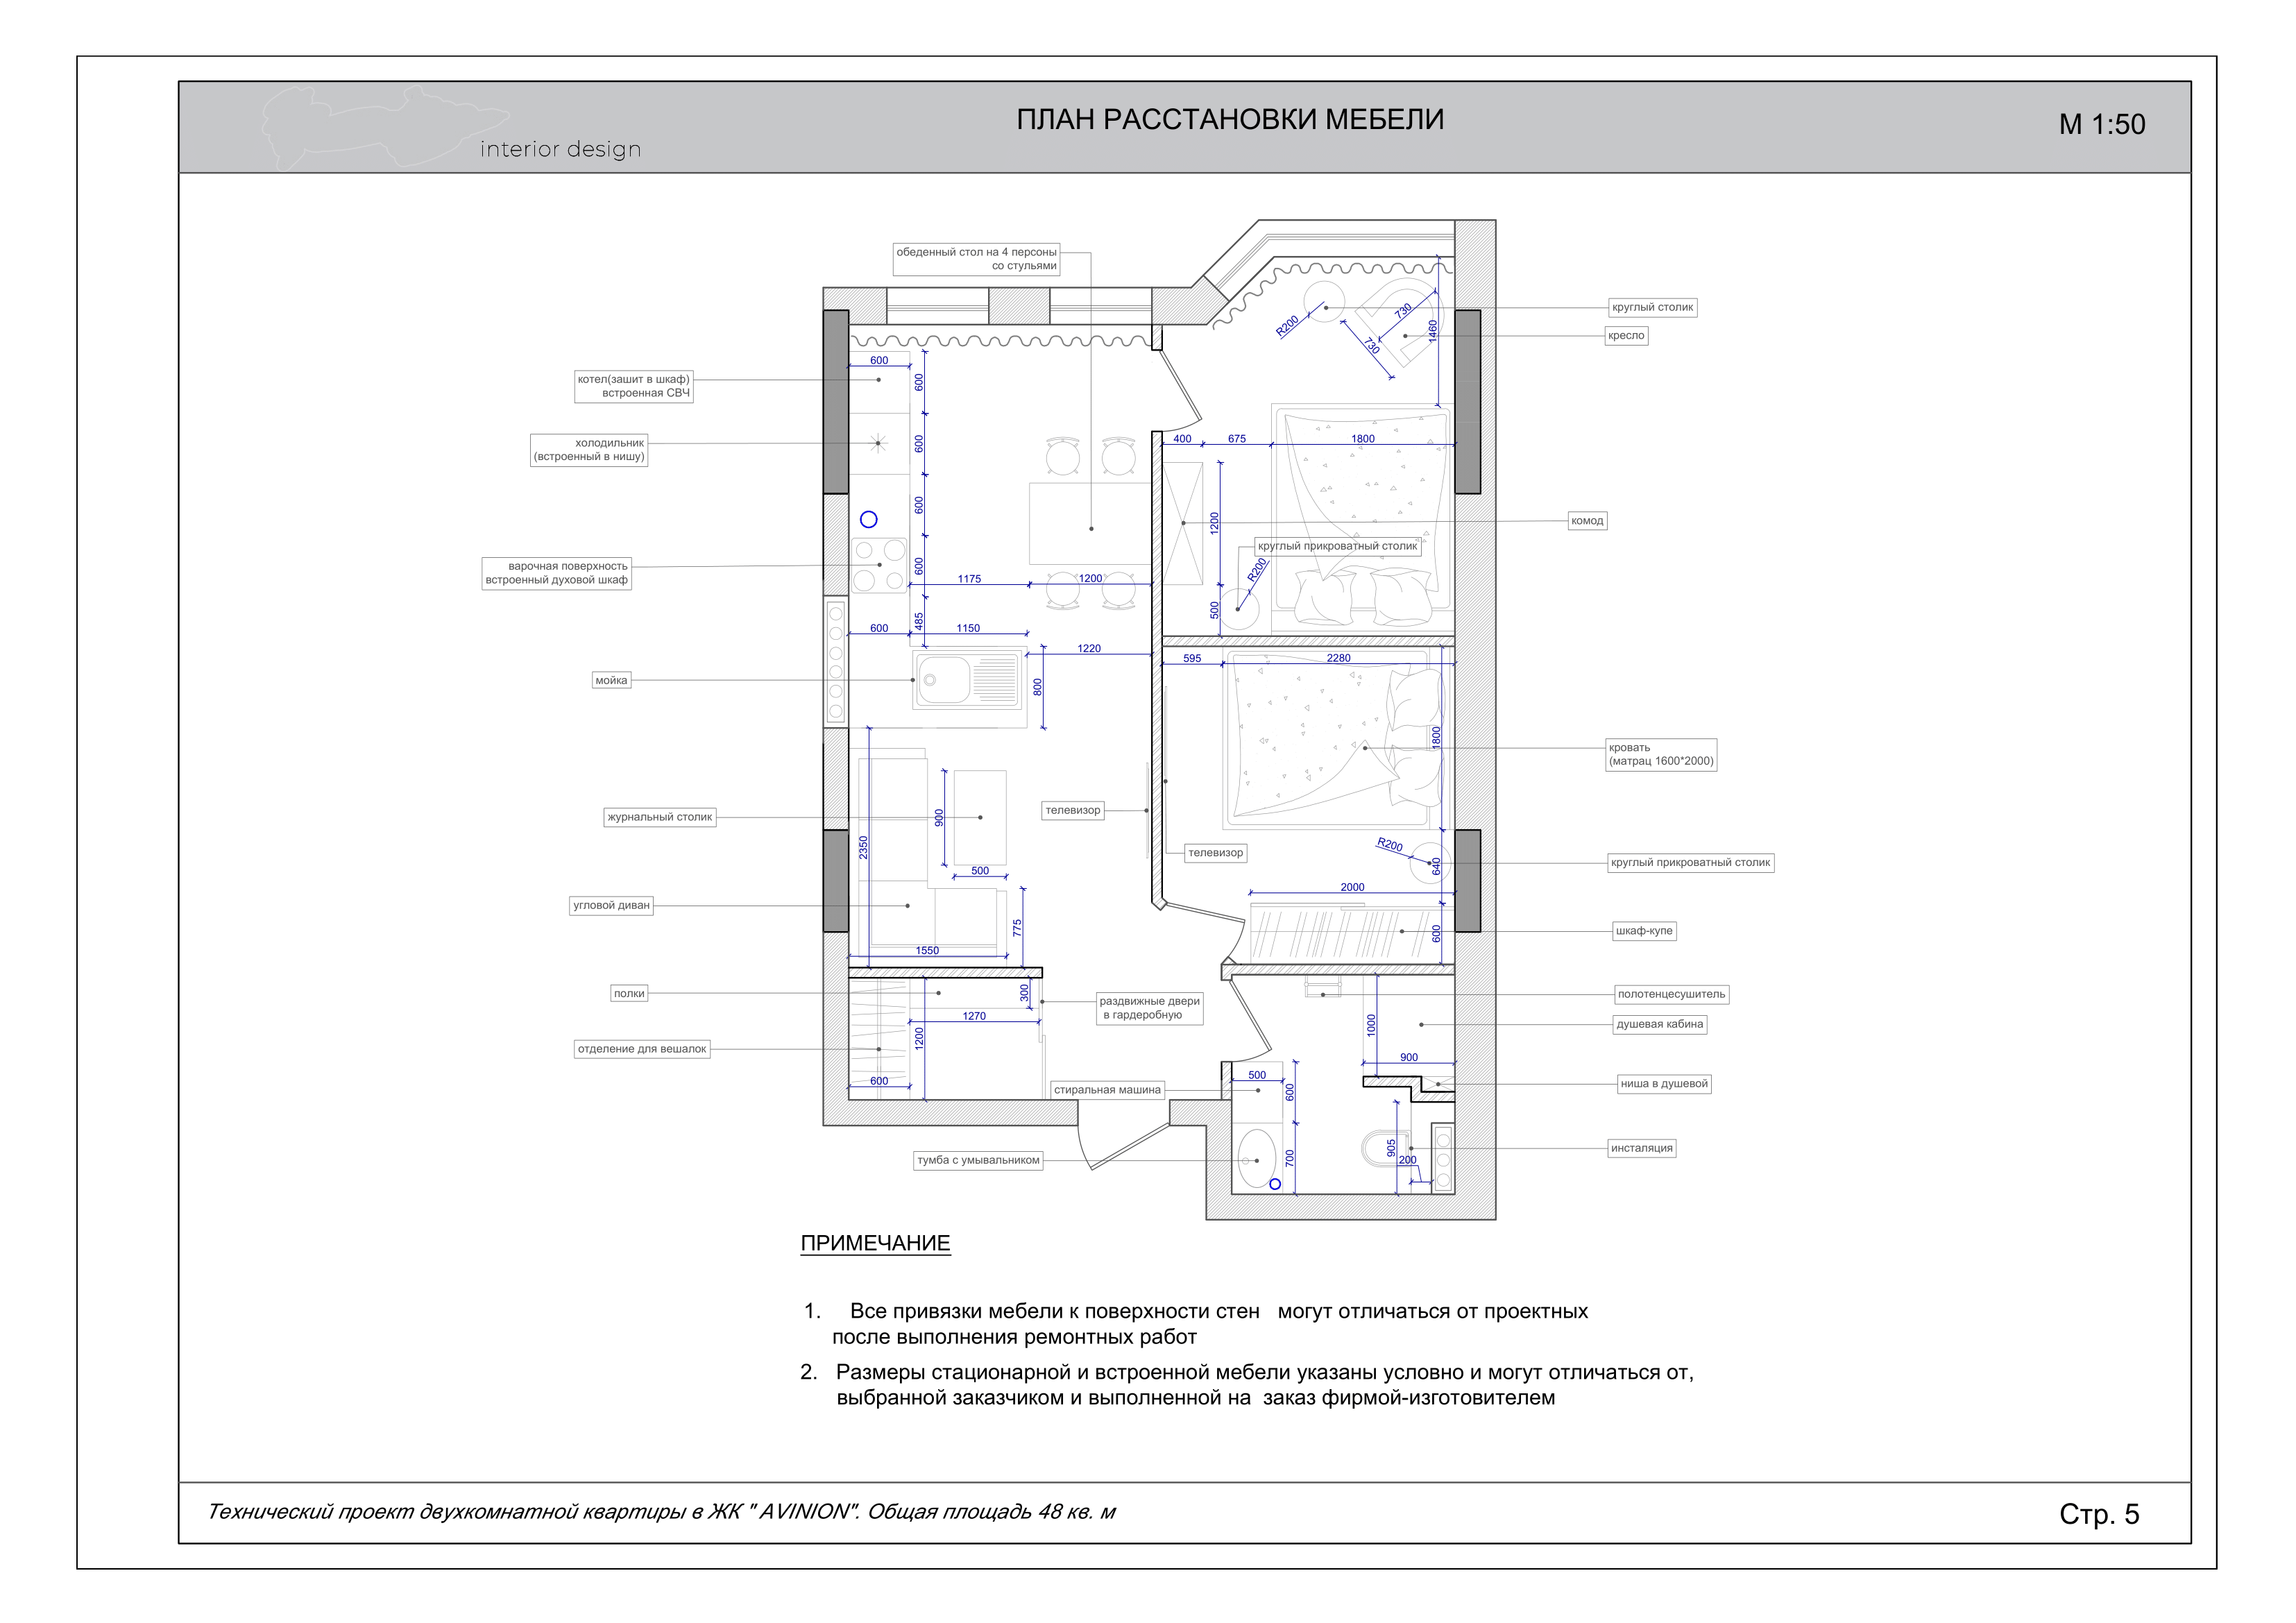 interior design
ПЛАН РАССТАНОВКИ МЕБЕЛИ
М 1:50
обеденный стол на 4 персоны
со стульями
круглый столик
кресло
R200
730
730
1460
котел(зашит в шкаф)
встроенная СВЧ
600
600
холодильник
(встроенный в нишу)
600
400
675
1800
600
1200
комод
круглый прикроватный столик
R200
варочная поверхность
встроенный духовой шкаф
600
1175
1200
500
485
600
1150
1220
595
2280
мойка
800
1800
кровать
(матрац 1600*2000)
журнальный столик
900
телевизор
2350
телевизор
R200
640
круглый прикроватный столик
500
2000
угловой диван
775
600
шкаф-купе
1550
полки
300
раздвижные двери
в гардеробную
полотенцесушитель
1270
1200
1000
душевая кабина
отделение для вешалок
900
600
стиральная машина
500
600
ниша в душевой
тумба с умывальником
700
905
200
инсталяция
ПРИМЕЧАНИЕ
1. Все привязки мебели к поверхности стен могут отличаться от проектных
после выполнения ремонтных работ
2. Размеры стационарной и встроенной мебели указаны условно и могут отличаться от,
выбранной заказчиком и выполненной на заказ фирмой-изготовителем
Технический проект двухкомнатной квартиры в ЖК " AVINION". Общая площадь 48 кв. м
Стр. 5